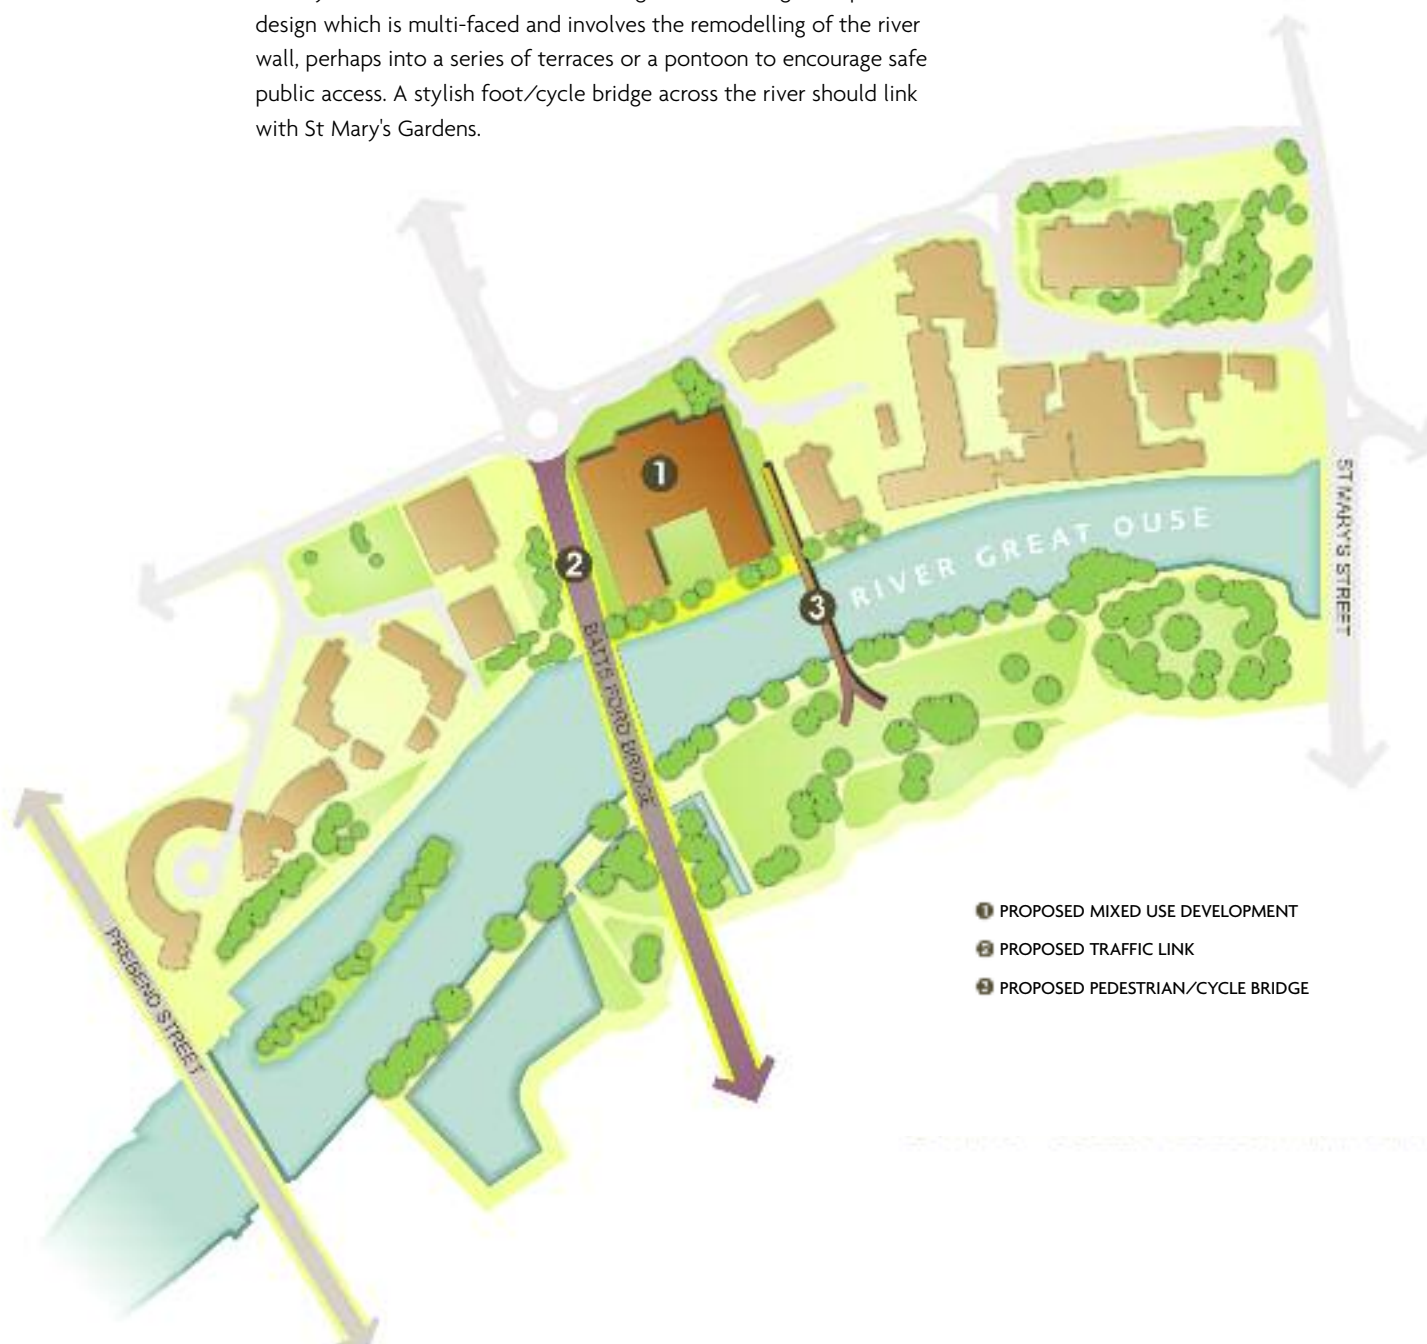 design which is multi-faced and involves the remodelling of the river
wall, perhaps into a series of terraces or a pontoon to encourage safe
public access. A stylish foot/cycle bridge across the river should link
with St Mary's Gardens.
1
2
3
RIVER GREAT OUSE
ST MARY'S STREET
BATTS FORD BRIDGE
PREBEND STREET
1 PROPOSED MIXED USE DEVELOPMENT
2 PROPOSED TRAFFIC LINK
3 PROPOSED PEDESTRIAN/CYCLE BRIDGE